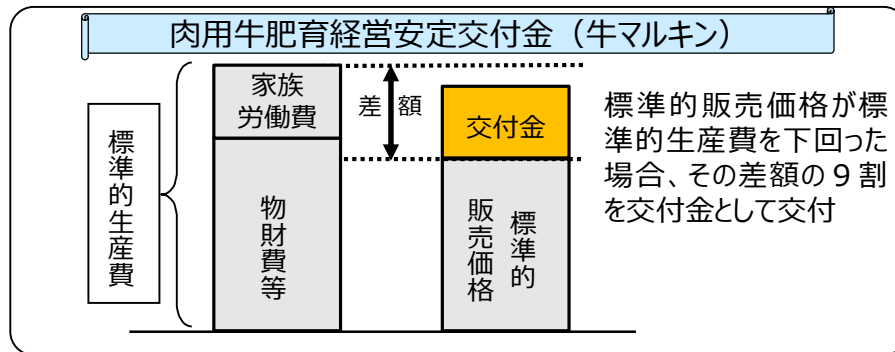 肉用牛肥育経営安定交付金（牛マルキン）
標準的生産費
家族
労働費
物財費等
差額
交付金
標準的
販売価格
標準的販売価格が標
準的生産費を下回った
場合、その差額の９割
を交付金として交付